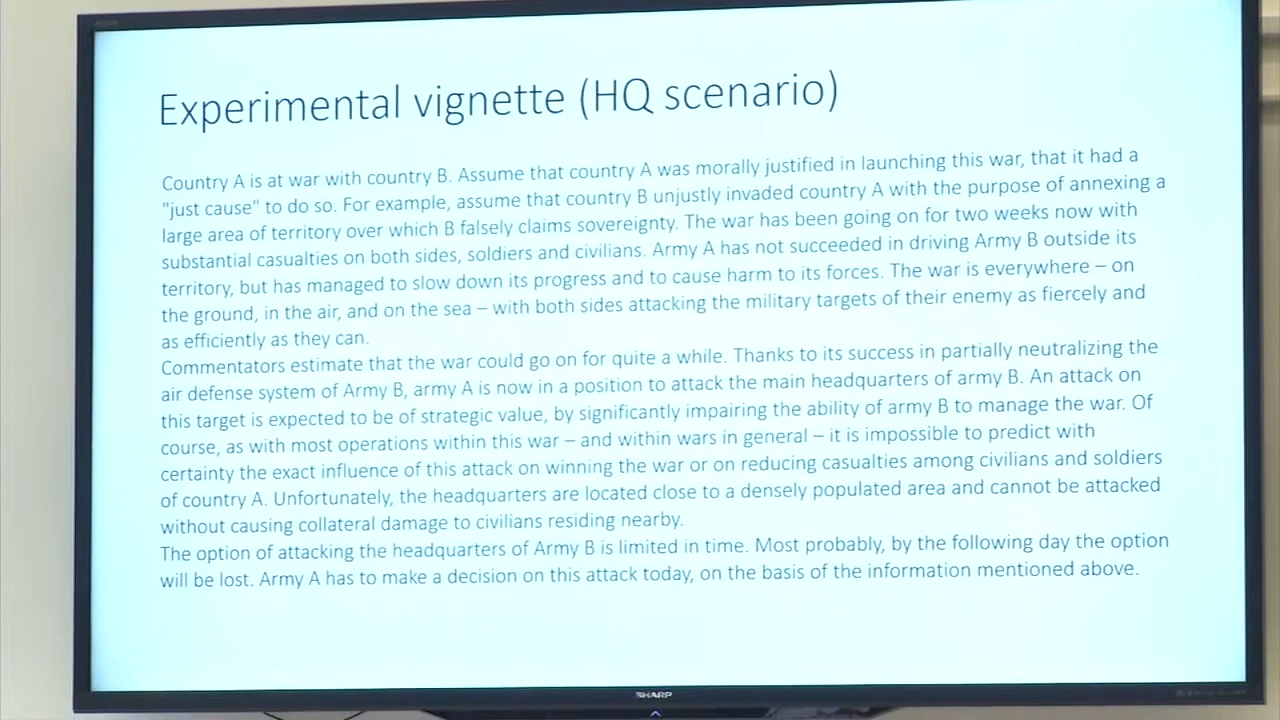 Experimental vignette (HQ scenario)
Country A is at war with country B. Assume that country A was morally justified in launching this war, that it had a
"just cause" to do so. For example, assume that country B unjustly invaded country A with the purpose of annexing a
large area of territory over which B falsely claims sovereignty. The war has been going on for two weeks now with
substantial casualties on both sides, soldiers and civilians. Army A has not succeeded in driving Army B outside its
territory, but has managed to slow down its progress and to cause harm to its forces. The war is everywhere – on
the ground, in the air, and on the sea – with both sides attacking the military targets of their enemy as fiercely and
as efficiently as they can.
Commentators estimate that the war could go on for quite a while. Thanks to its success in partially neutralizing the
air defense system of Army B, army A is now in a position to attack the main headquarters of army B. An attack on
this target is expected to be of strategic value, by significantly impairing the ability of army B to manage the war. Of
course, as with most operations within this war – and within wars in general – it is impossible to predict with
certainty the exact influence of this attack on winning the war or on reducing casualties among civilians and soldiers
of country A. Unfortunately, the headquarters are located close to a densely populated area and cannot be attacked
without causing collateral damage to civilians residing nearby.
The option of attacking the headquarters of Army B is limited in time. Most probably, by the following day the option
will be lost. Army A has to make a decision on this attack today, on the basis of the information mentioned above.
SHARP